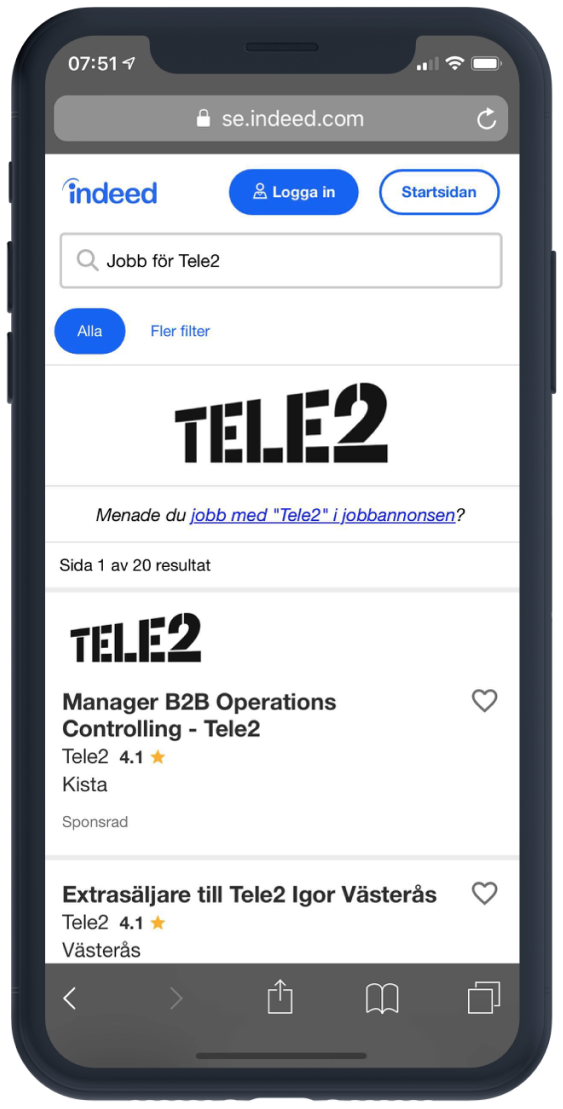 07:51
se.indeed.com
indeed
Logga in
Startsidan
Jobb för Tele2
Alla
Fler filter
TELE2
Menade du jobb med "Tele2" i jobbannonsen?
Sida 1 av 20 resultat
TELE2
Manager B2B Operations
Controlling - Tele2
Tele2 4.1
Kista
Sponsrad
Extrasäljare till Tele2 Igor Västerås
Tele2 4.1
Västerås